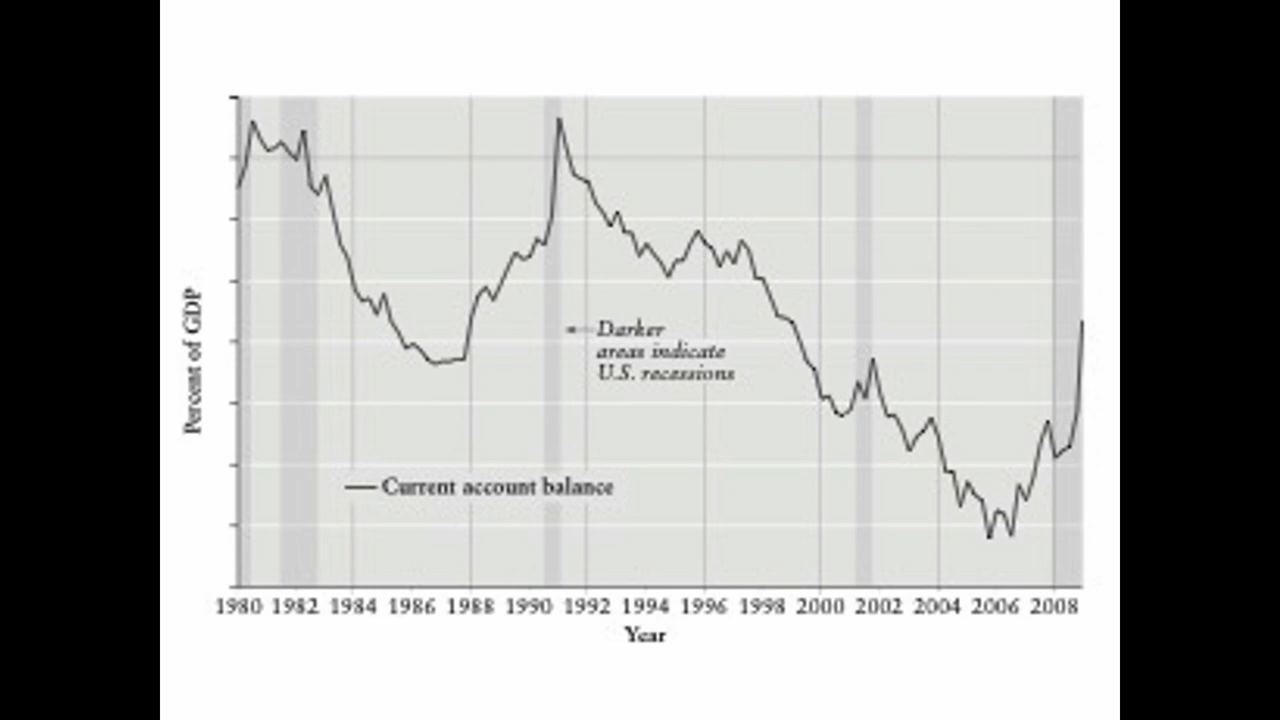 Percent of GDP
Darker
areas indicate
U.S. recessions
Current account balance
1980 1982 1984 1986 1988 1990 1992 1994 1996 1998 2000 2002 2004 2006 2008
Year